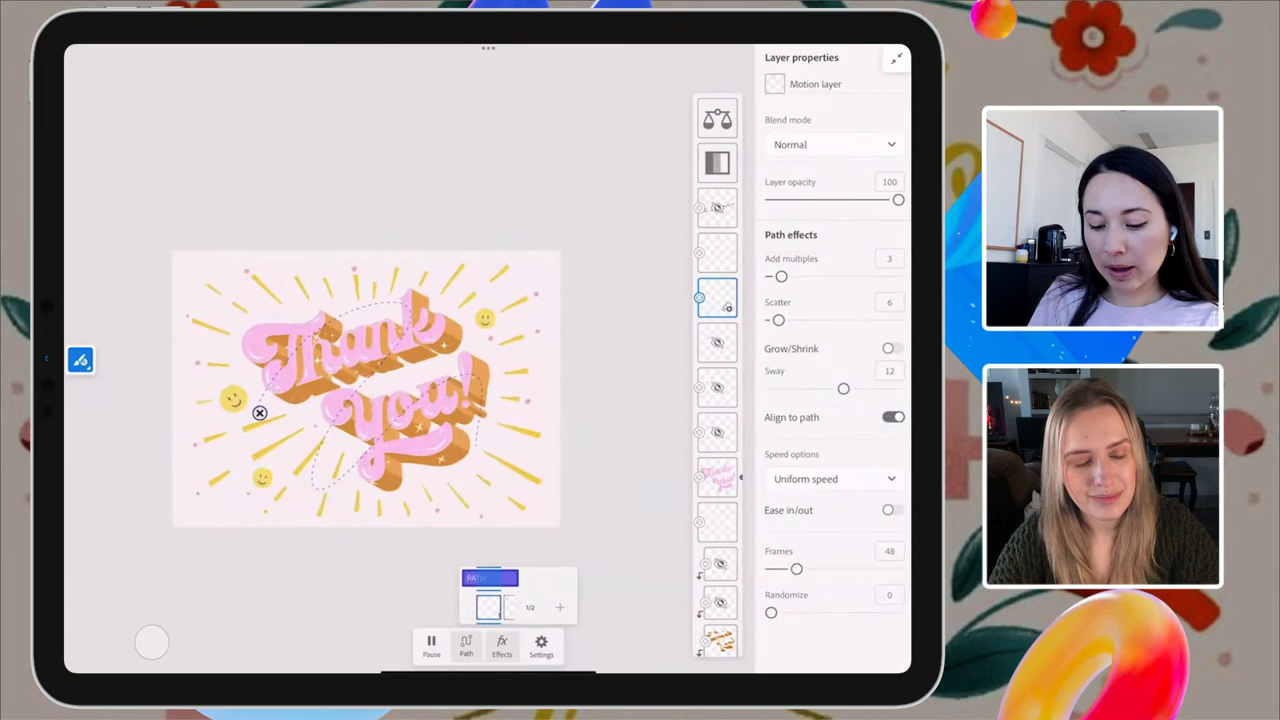 Layer properties
Motion layer
Blend mode
Normal
Layer opacity 100
Path effects
Add multiples 3
Scatter 6
Grow/Shrink
Sway 12
Align to path
Speed options
Uniform speed
Ease in/out
Frames 48
Randomize 0
Thank
You!
PATH
1/2
Pause
Path
fx
Effects
Settings